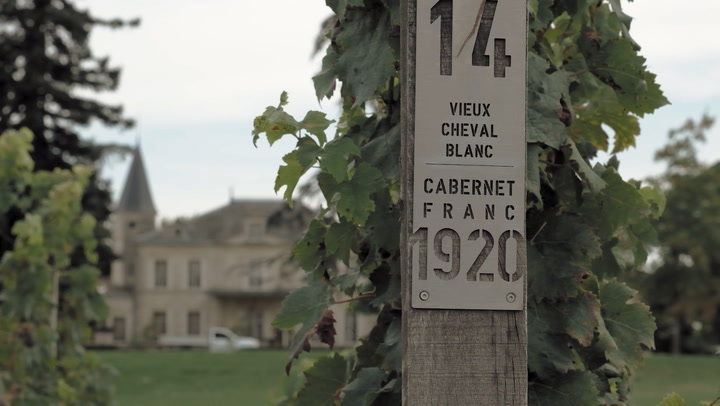 14
VIEUX
CHEVAL
BLANC
CABERNET
FRANC
1920